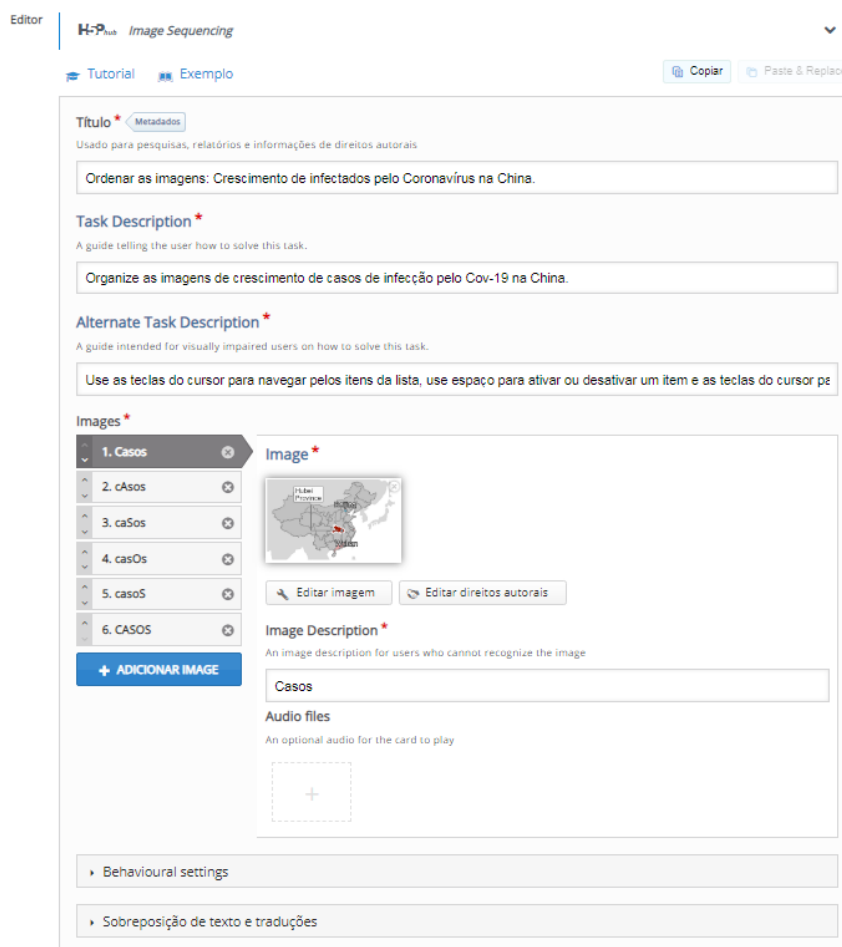 Editor
H5P hub Image Sequencing
Tutorial Exemplo Copiar Paste & Replac
Título * Metadados
Usado para pesquisas, relatórios e informações de direitos autorais
Ordenar as imagens: Crescimento de infectados pelo Coronavírus na China.
Task Description *
A guide telling the user how to solve this task.
Organize as imagens de crescimento de casos de infecção pelo Cov-19 na China.
Alternate Task Description *
A guide intended for visually impaired users on how to solve this task.
Use as teclas do cursor para navegar pelos itens da lista, use espaço para ativar ou desativar um item e as teclas do cursor pa
Images *
1. Casos
2. cAsos
3. caSos
4. casOs
5. casoS
6. CASOS
+ ADICIONAR IMAGE
Image *
Hubei
Province
Editar imagem Editar direitos autorais
Image Description *
An image description for users who cannot recognize the image
Casos
Audio files
An optional audio for the card to play
+
Behavioural settings
Sobreposição de texto e traduções